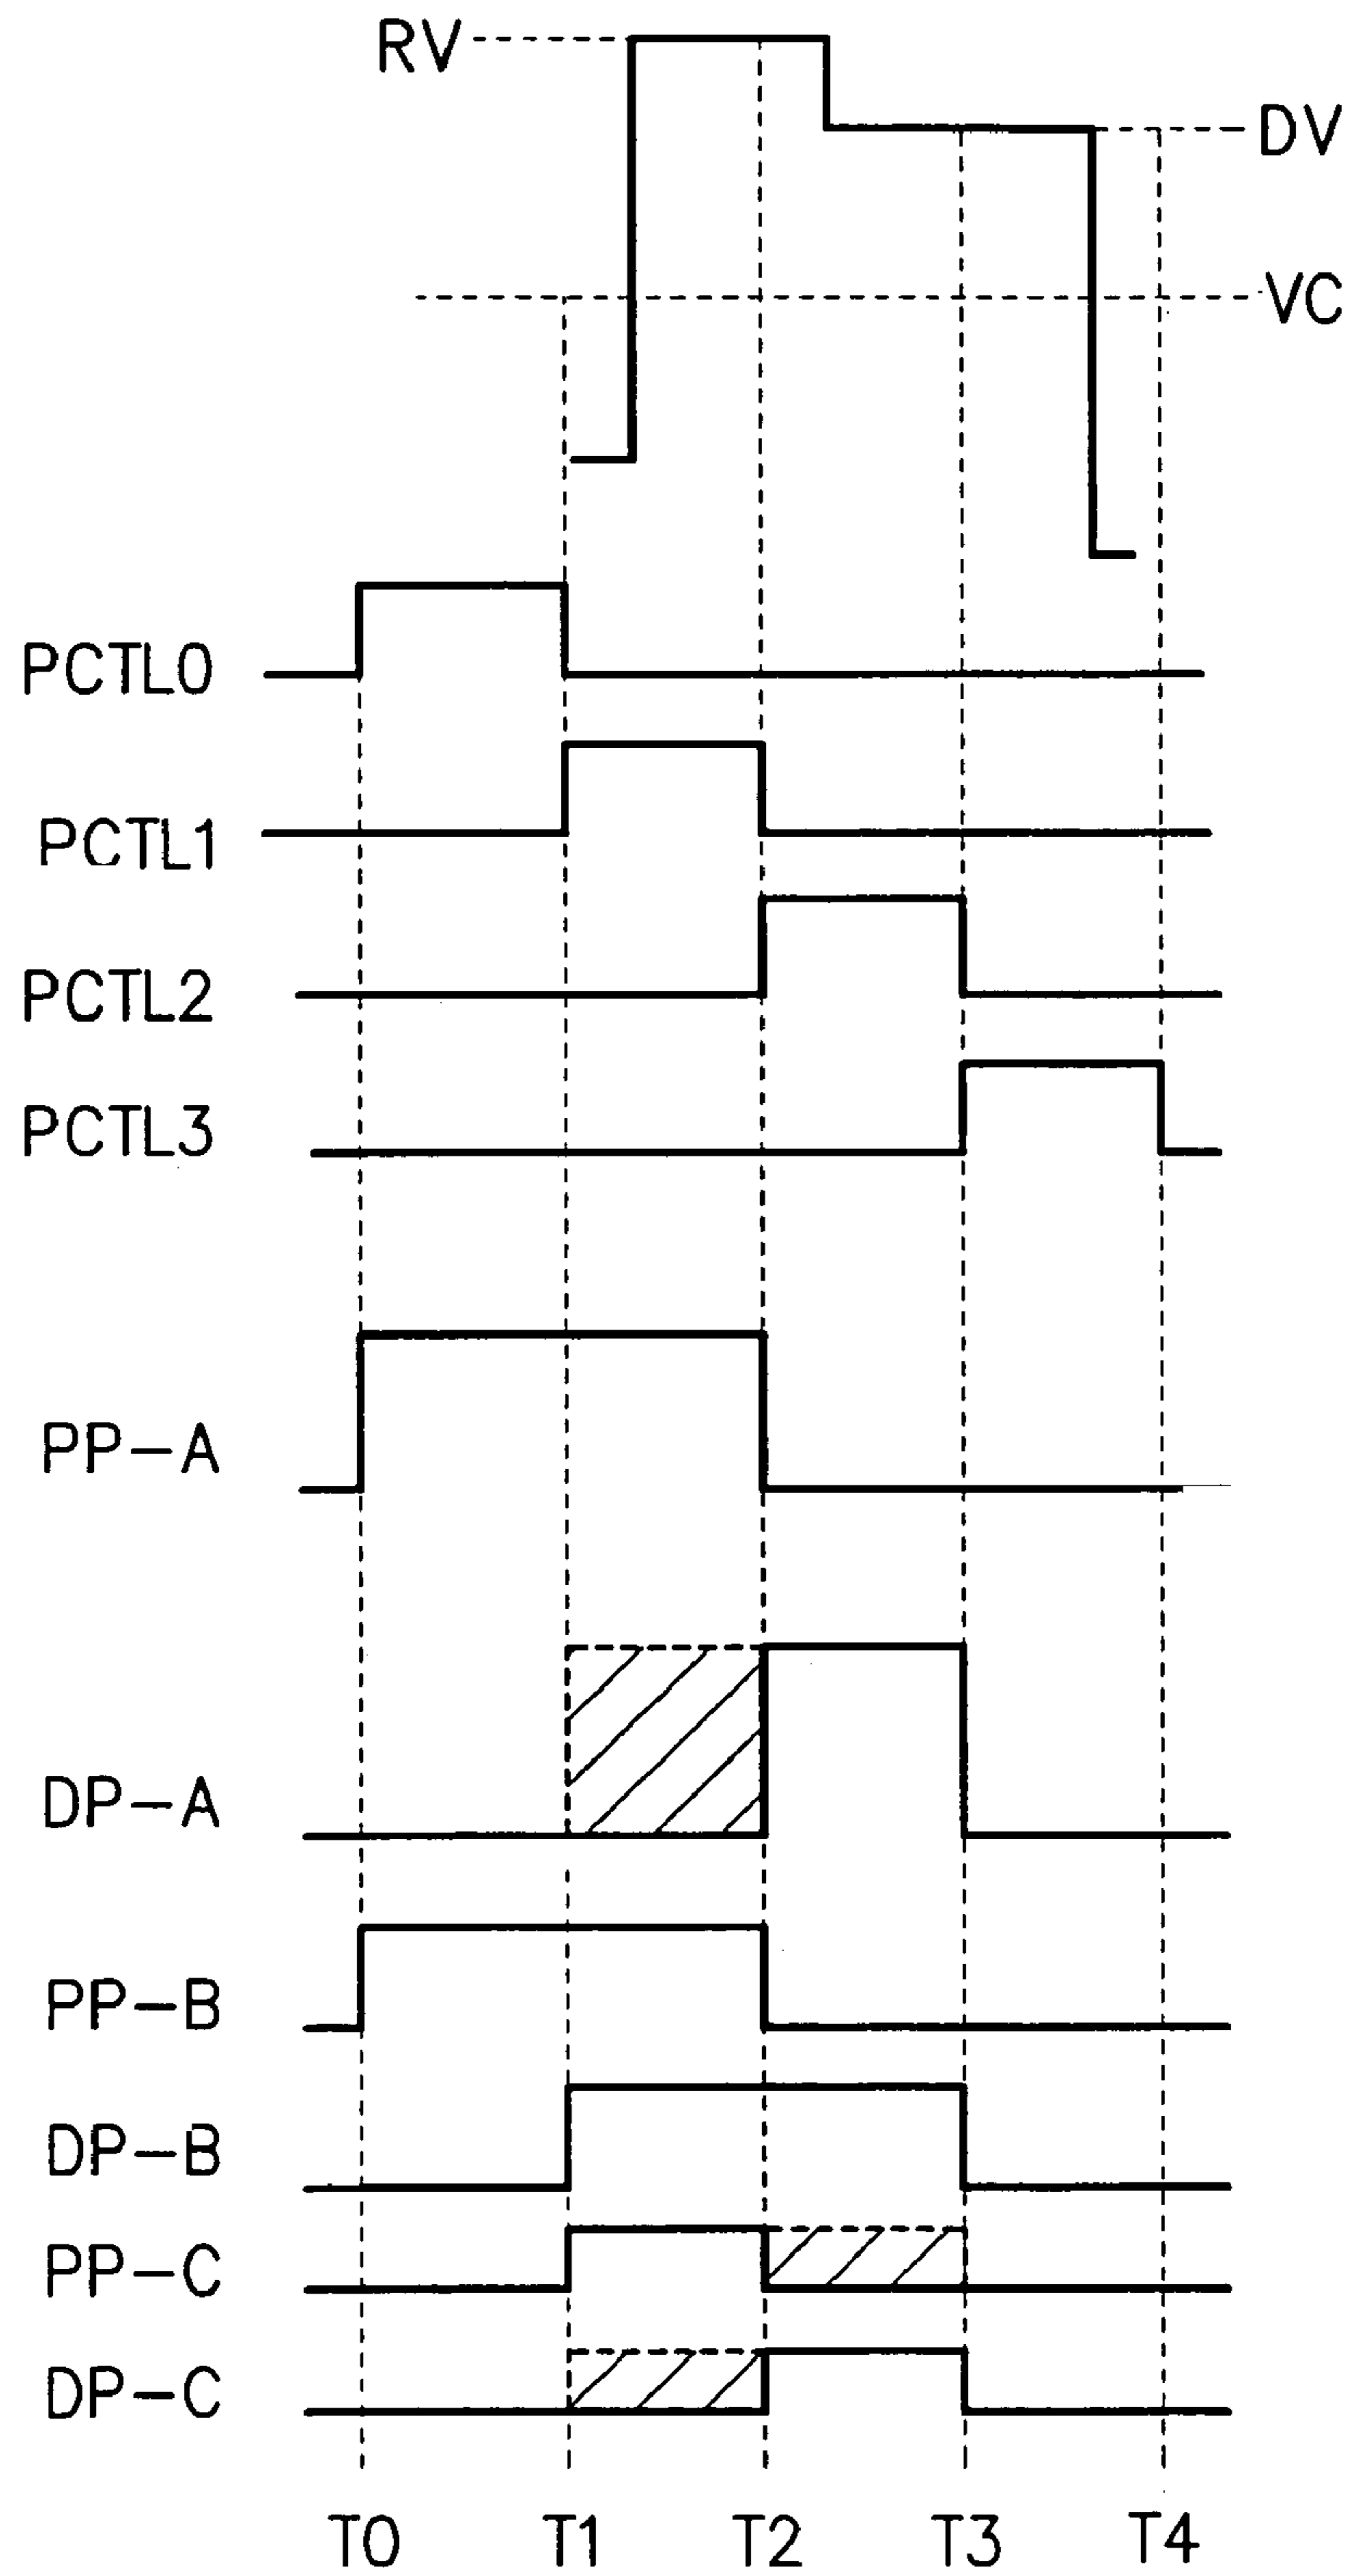 RV
DV
VC
PCTL0
PCTL1
PCTL2
PCTL3
PP-A
DP-A
PP-B
DP-B
PP-C
DP-C
T0 T1 T2 T3 T4